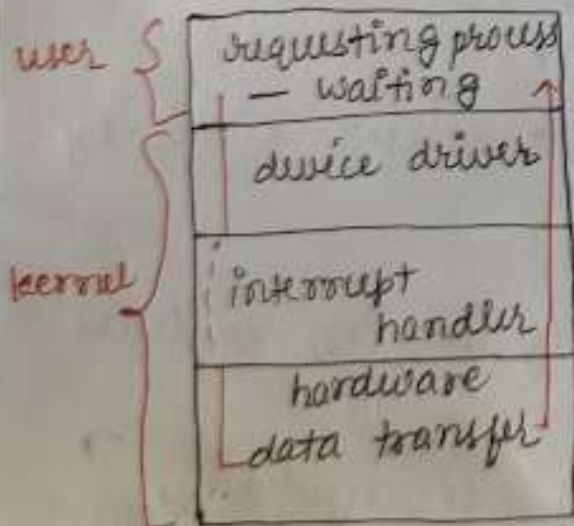 user
requesting process
— waiting
device driver
kernel
interrupt
handler
hardware
data transfer